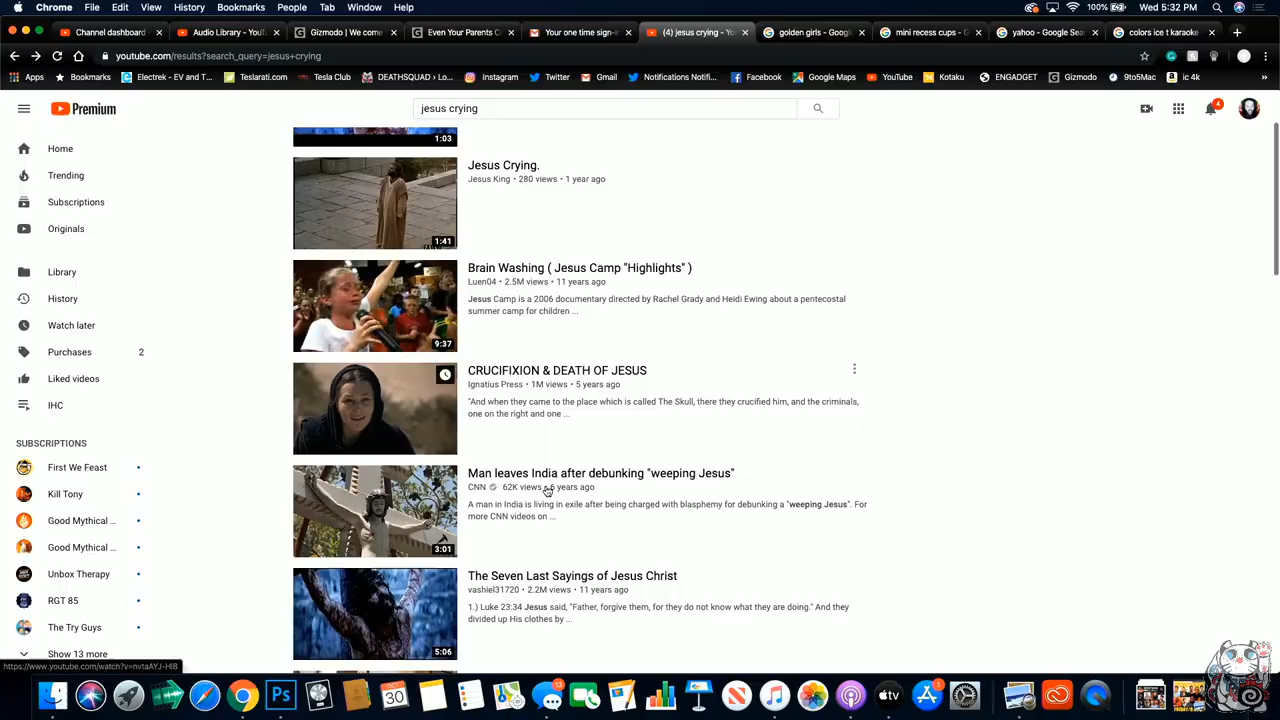 Chrome File Edit View History Bookmarks People Tab Window Help 100% Wed 5:32 PM
Channel dashboard Audio Library - YouT Gizmodo | We come Even Your Parents C Your one time sign-i (4) jesus crying - Yo golden girls - Google mini recess cups - G yahoo - Google Sea colors ice t karaoke
youtube.com/results?search_query=jesus+crying
Apps Bookmarks Electrek - EV and T... Teslarati.com DEATHSQUAD > I... Instagram Twitter Gmail Notifications Notifi... Facebook Google Maps YouTube Kotaku ENGADGET Gizmodo 9to5Mac ic 4k »
Premium
jesus crying
4
Home
Trending
Subscriptions
Originals
Library
History
Watch later
Purchases 2
Liked videos
IHC
SUBSCRIPTIONS
First We Feast
Kill Tony
Good Mythical ...
Good Mythical ...
Unbox Therapy
RGT 85
The Try Guys
Show 13 more
https://www.youtube.com/watch?v=nvtaAYJ-HI8
1:03
Jesus Crying.
Jesus King • 280 views • 1 year ago
1:41
Brain Washing ( Jesus Camp "Highlights" )
Luen04 • 2.5M views • 11 years ago
Jesus Camp is a 2006 documentary directed by Rachel Grady and Heidi Ewing about a pentecostal
summer camp for children ...
9:37
CRUCIFIXION & DEATH OF JESUS
Ignatius Press • 1M views • 5 years ago
"And when they came to the place which is called The Skull, there they crucified him, and the criminals,
one on the right and one ...
Man leaves India after debunking "weeping Jesus"
CNN 62K views • 6 years ago
A man in India is living in exile after being charged with blasphemy for debunking a "weeping Jesus". For
more CNN videos on ...
3:01
The Seven Last Sayings of Jesus Christ
vashiel31720 • 2.2M views • 11 years ago
1.) Luke 23:34 Jesus said, "Father, forgive them, for they do not know what they are doing." And they
divided up His clothes by ...
5:06
30
tv
Ps